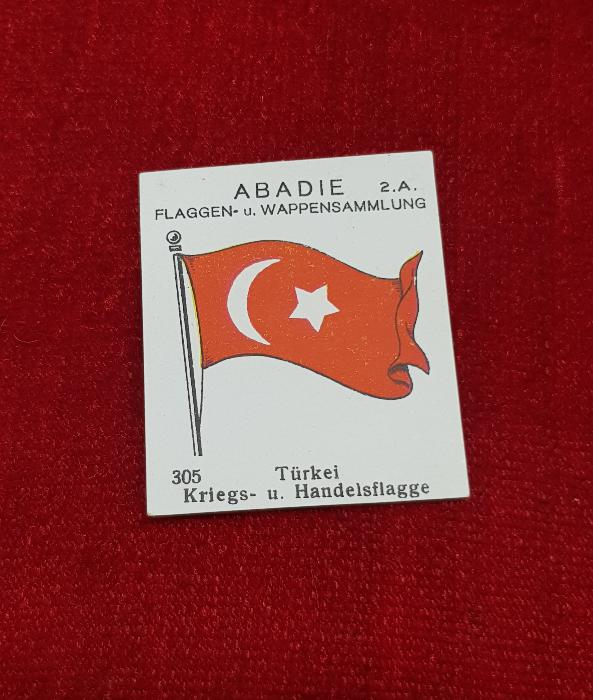 ABADIE 2.A.
FLAGGEN- u. WAPPENSAMMLUNG
305 Türkei
Kriegs- u. Handelsflagge